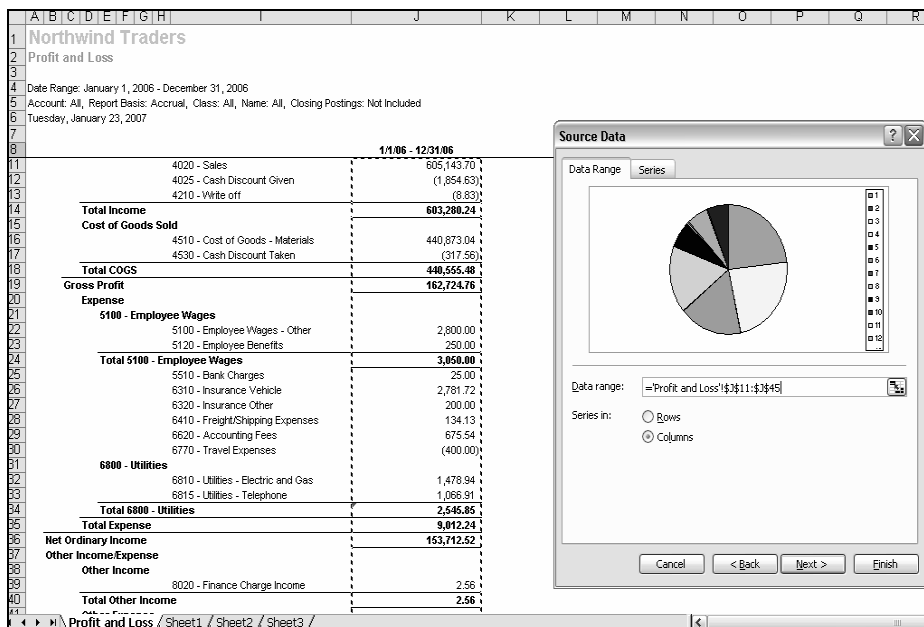 A B C D E F G H I J K L M N O P Q R
1 Northwind Traders
2 Profit and Loss
3
4 Date Range: January 1, 2006 - December 31, 2006
5 Account: All, Report Basis: Accrual, Class: All, Name: All, Closing Postings: Not Included
6 Tuesday, January 23, 2007
7
8 1/1/06 - 12/31/06
11 4020 - Sales 605,143.70
12 4025 - Cash Discount Given (1,854.63)
13 4210 - Write off (8.83)
14 Total Income 603,280.24
15 Cost of Goods Sold
16 4510 - Cost of Goods - Materials 440,873.04
17 4530 - Cash Discount Taken (317.56)
18 Total COGS 440,555.48
19 Gross Profit 162,724.76
20 Expense
21 5100 - Employee Wages
22 5100 - Employee Wages - Other 2,800.00
23 5120 - Employee Benefits 250.00
24 Total 5100 - Employee Wages 3,050.00
25 5510 - Bank Charges 25.00
26 6310 - Insurance Vehicle 2,781.72
27 6320 - Insurance Other 200.00
28 6410 - Freight/Shipping Expenses 134.13
29 6620 - Accounting Fees 675.54
30 6770 - Travel Expenses (400.00)
31 6800 - Utilities
32 6810 - Utilities - Electric and Gas 1,478.94
33 6815 - Utilities - Telephone 1,066.91
34 Total 6800 - Utilities 2,545.85
35 Total Expense 9,012.24
36 Net Ordinary Income 153,712.52
37 Other Income/Expense
38 Other Income
39 8020 - Finance Charge Income 2.56
40 Total Other Income 2.56
41 Other Expense
Profit and Loss / Sheet1 / Sheet2 / Sheet3 /
Source Data
Data Range Series
1
2
3
4
5
6
7
8
9
10
11
12
Data range: ='Profit and Loss'!$J$11:$J$45
Series in: Rows
Columns
Cancel < Back Next > Finish